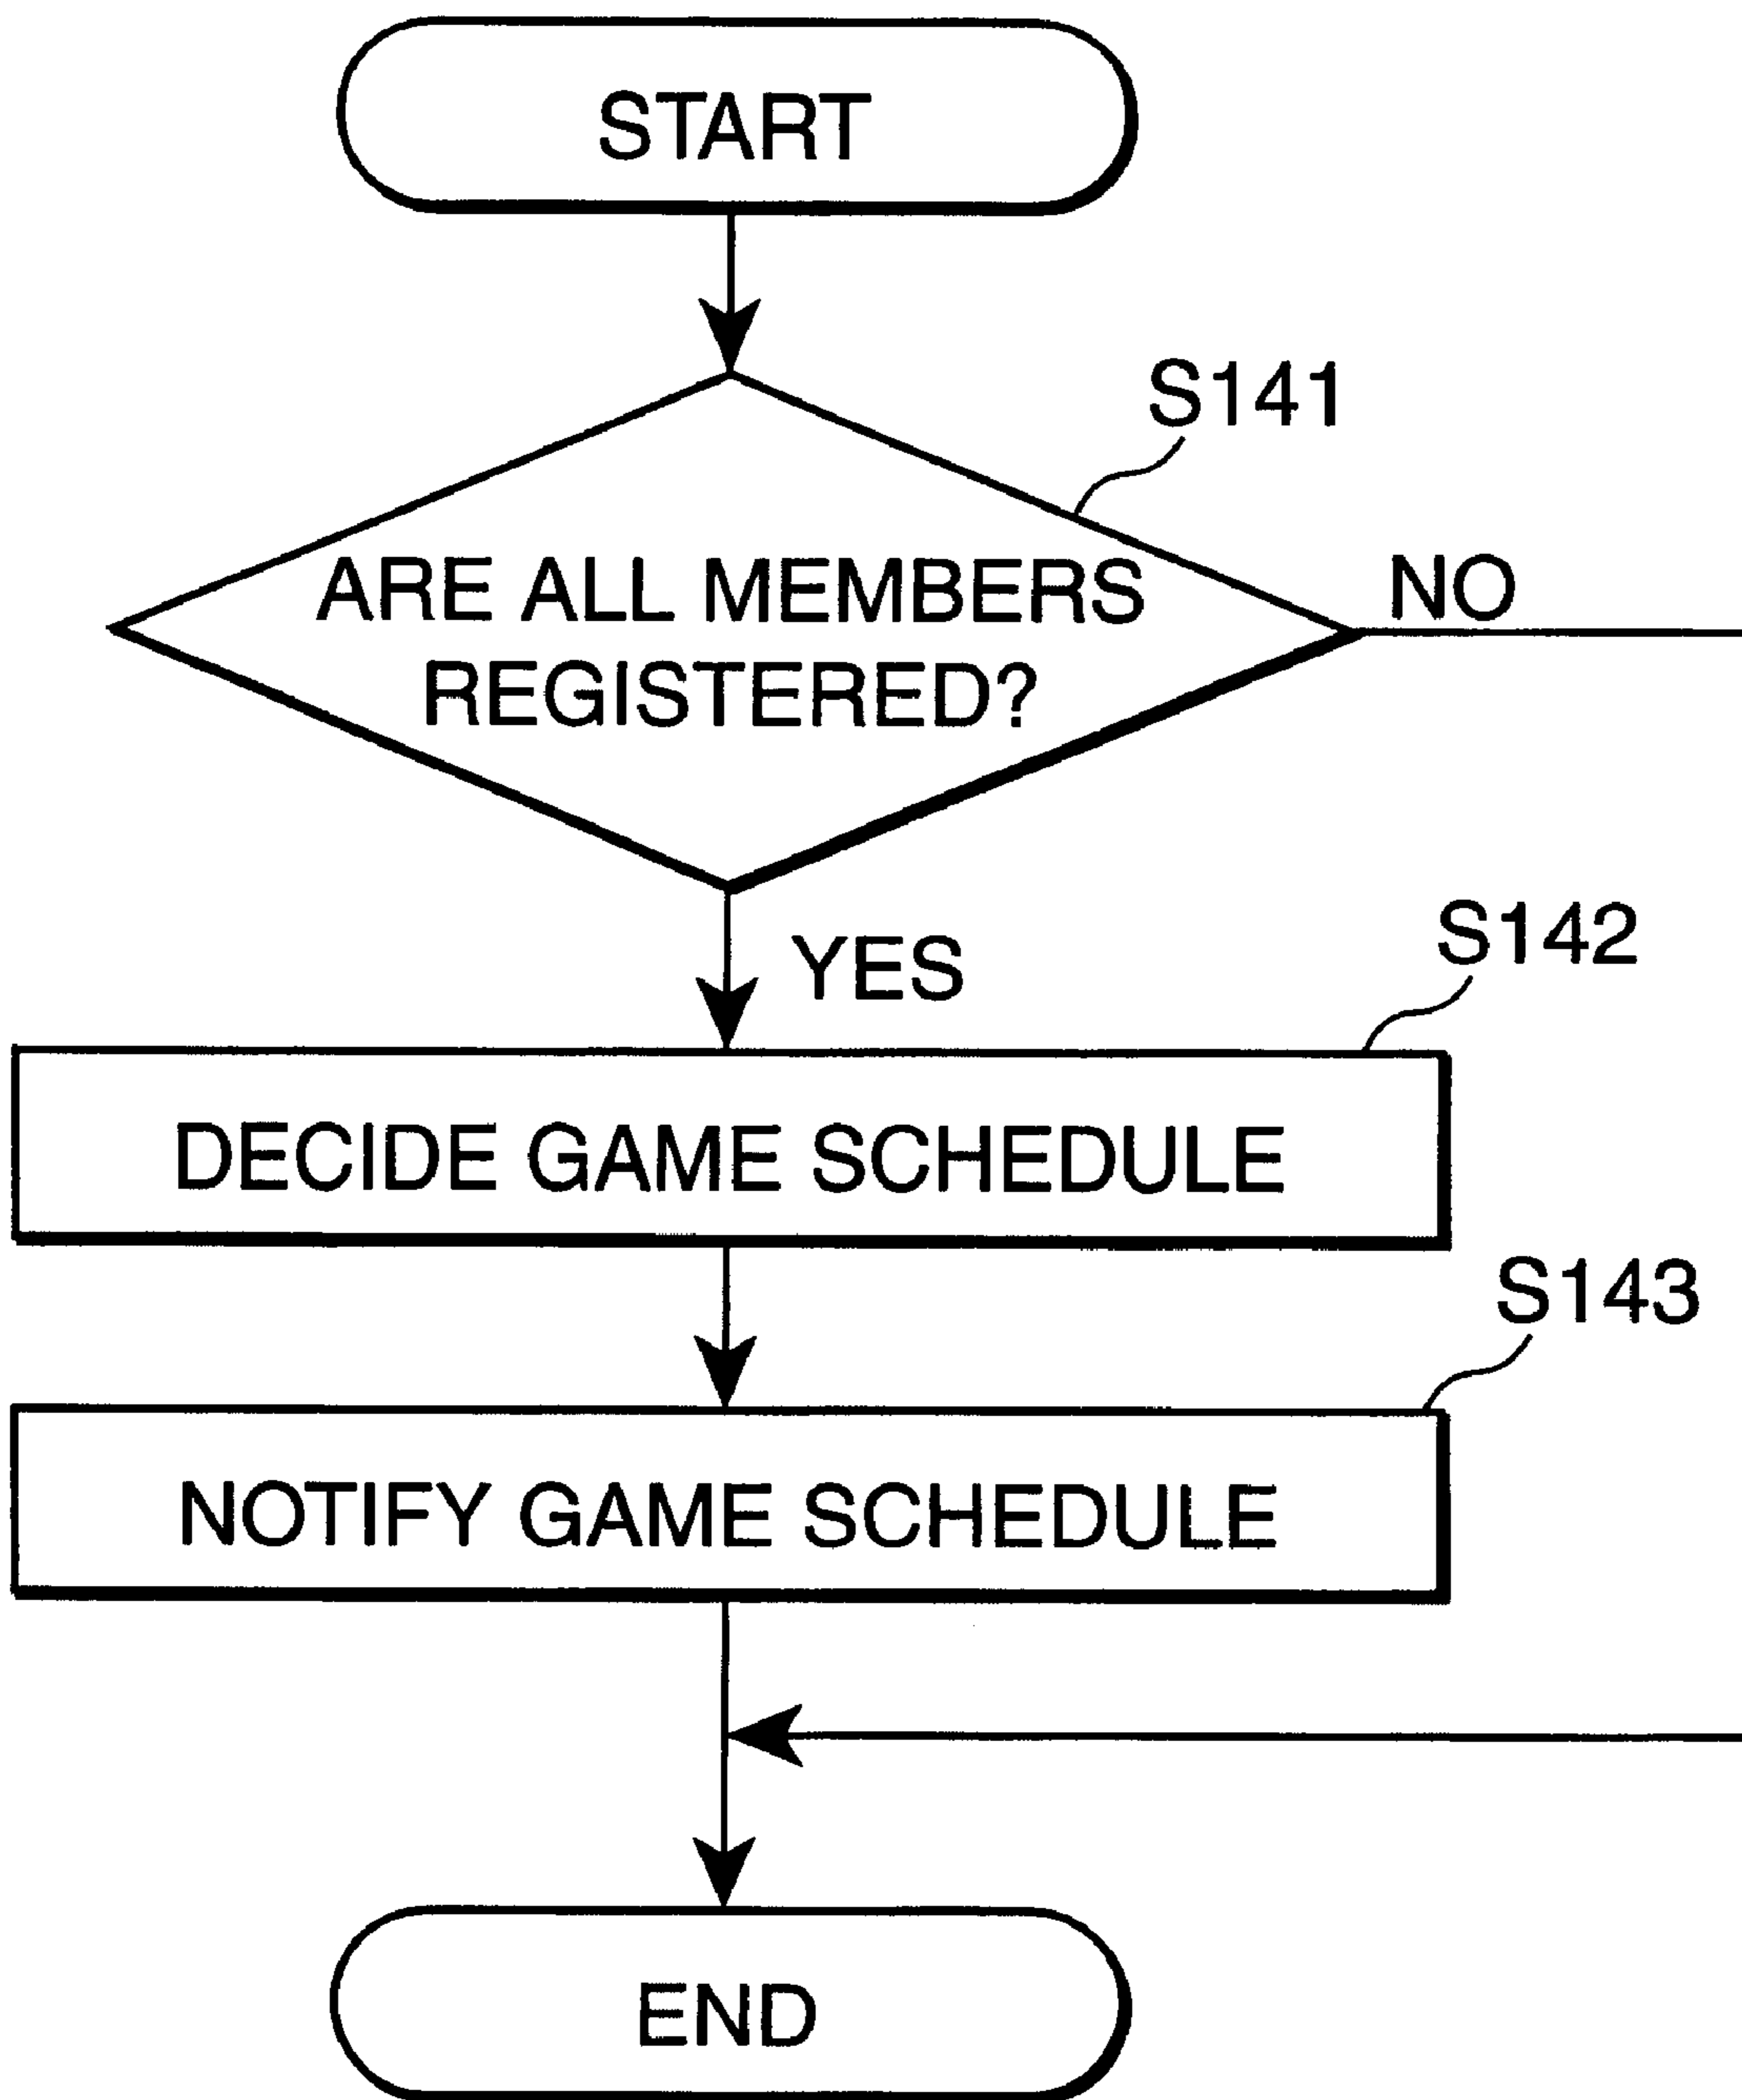 START
S141
ARE ALL MEMBERS
REGISTERED?
NO
YES
S142
DECIDE GAME SCHEDULE
S143
NOTIFY GAME SCHEDULE
END